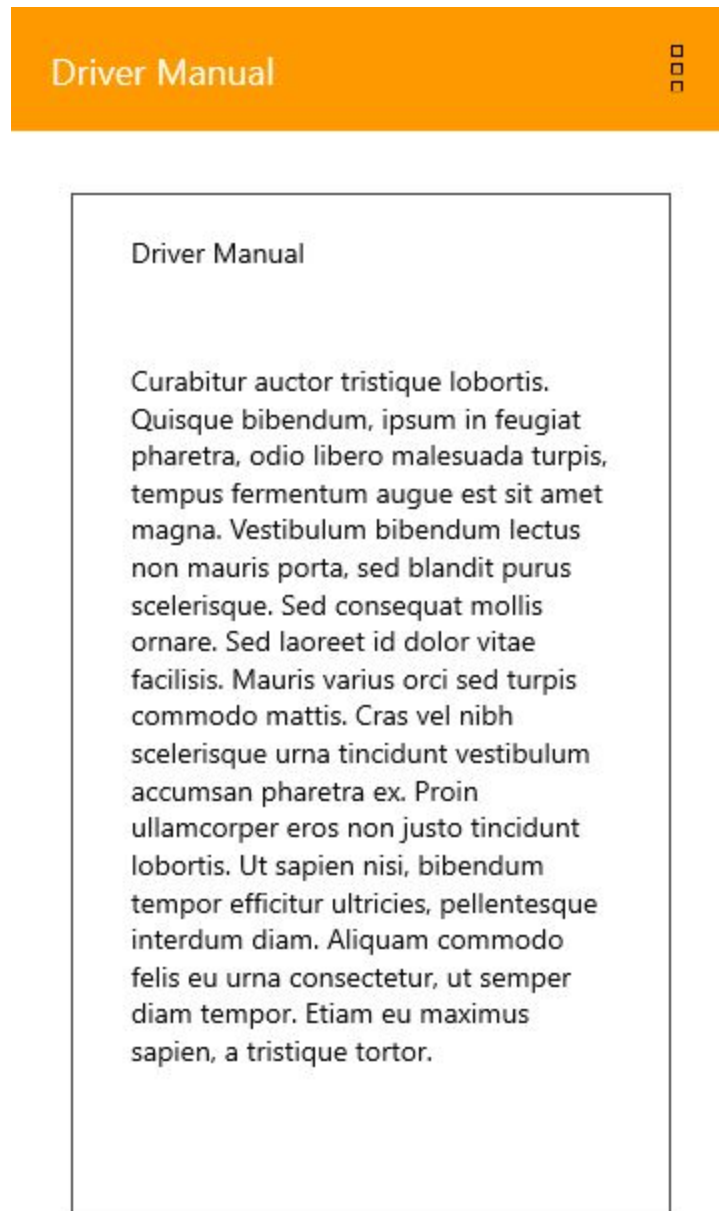 Driver Manual
Driver Manual
Curabitur auctor tristique lobortis.
Quisque bibendum, ipsum in feugiat
pharetra, odio libero malesuada turpis,
tempus fermentum augue est sit amet
magna. Vestibulum bibendum lectus
non mauris porta, sed blandit purus
scelerisque. Sed consequat mollis
ornare. Sed laoreet id dolor vitae
facilisis. Mauris varius orci sed turpis
commodo mattis. Cras vel nibh
scelerisque urna tincidunt vestibulum
accumsan pharetra ex. Proin
ullamcorper eros non justo tincidunt
lobortis. Ut sapien nisi, bibendum
tempor efficitur ultricies, pellentesque
interdum diam. Aliquam commodo
felis eu urna consectetur, ut semper
diam tempor. Etiam eu maximus
sapien, a tristique tortor.